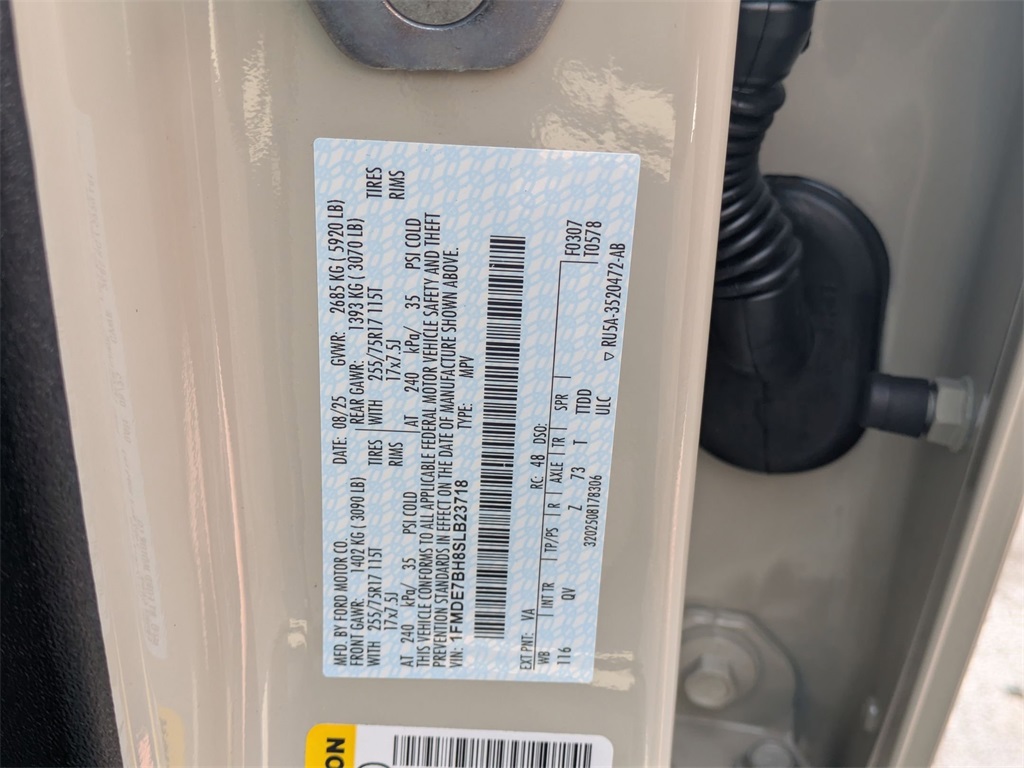 MFD. BY FORD MOTOR CO. DATE: 08/25 GVWR: 2685 KG ( 5920 LB)
FRONT GAWR: 1402 KG ( 3090 LB) REAR GAWR: 1393 KG ( 3070 LB)
WITH 255/75R17 115T TIRES WITH 255/75R17 115T TIRES
17x7.5J RIMS 17x7.5J RIMS
AT 240 kPa/ 35 PSI COLD AT 240 kPa/ 35 PSI COLD
THIS VEHICLE CONFORMS TO ALL APPLICABLE FEDERAL MOTOR VEHICLE SAFETY AND THEFT
PREVENTION STANDARDS IN EFFECT ON THE DATE OF MANUFACTURE SHOWN ABOVE.
VIN: 1FMDE7BH8SLB23718 TYPE: MPV
EXT PNT: VA RC: 48 DSO: F0307
WB INT TR TP/PS R AXLE TR SPR T0578
116 QV Z 73 T TTDD
ULC
3202508178306 ▽ RU5A-3520472-AB
ON